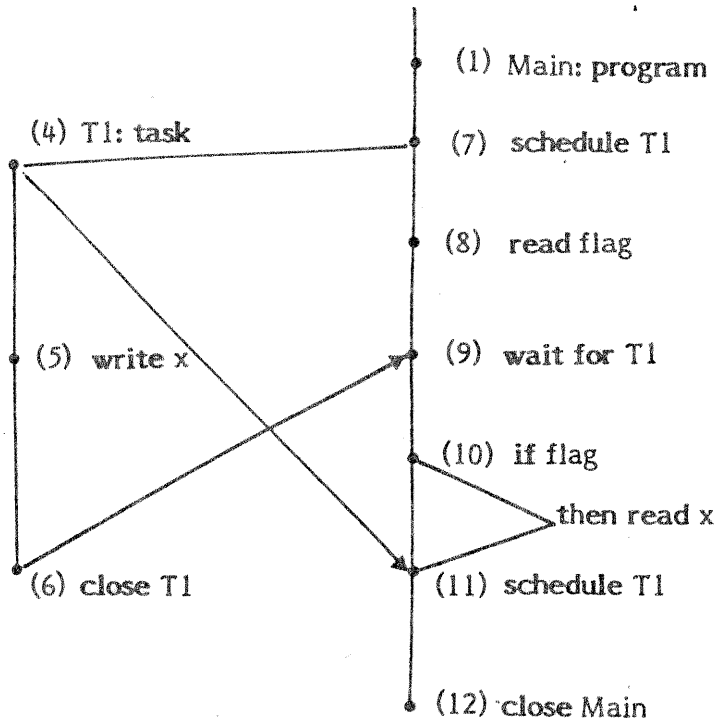 (1) Main: program
(4) T1: task
(7) schedule T1
(8) read flag
(5) write x
(9) wait for T1
(10) if flag
then read x
(6) close T1
(11) schedule T1
(12) close Main